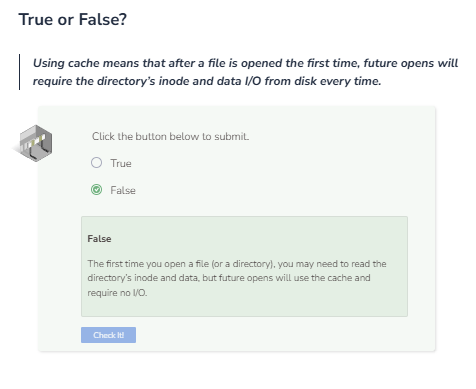 True or False?
Using cache means that after a file is opened the first time, future opens will
require the directory's inode and data I/O from disk every time.
Click the button below to submit.
True
False
False
The first time you open a file (or a directory), you may need to read the
directory's inode and data, but future opens will use the cache and
require no I/O.
Check It!